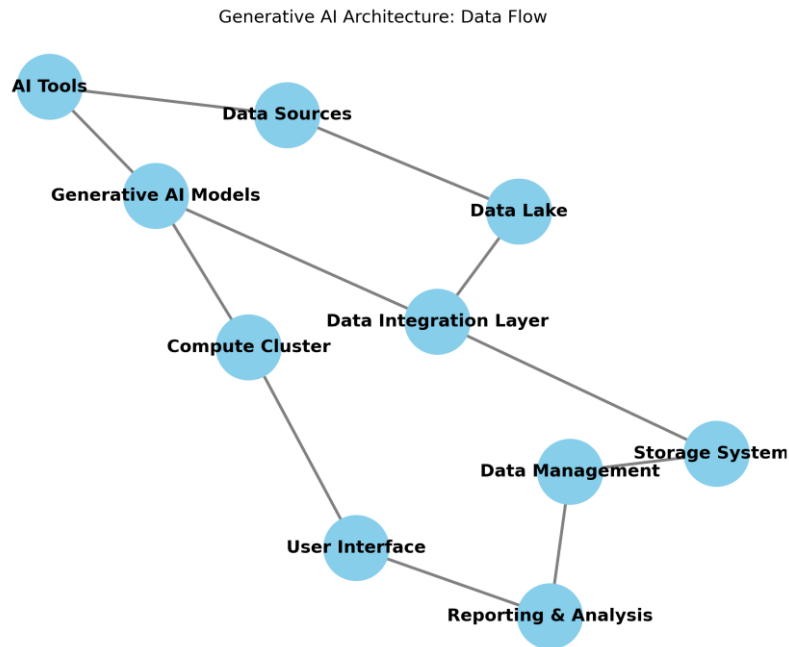 Generative AI Architecture: Data Flow
AI Tools
Data Sources
Generative AI Models
Data Lake
Data Integration Layer
Compute Cluster
Storage System
Data Management
User Interface
Reporting & Analysis